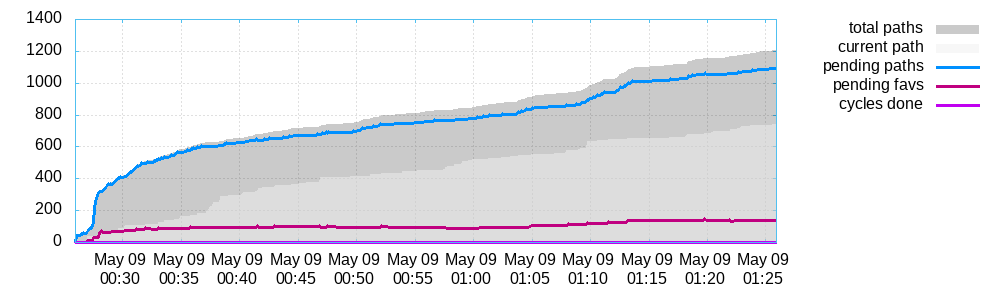 1400
1200
1000
800
600
400
200
0
May 09 May 09 May 09 May 09 May 09 May 09 May 09 May 09 May 09 May 09 May 09 May 09
00:30 00:35 00:40 00:45 00:50 00:55 01:00 01:05 01:10 01:15 01:20 01:25
total paths
current path
pending paths
pending favs
cycles done